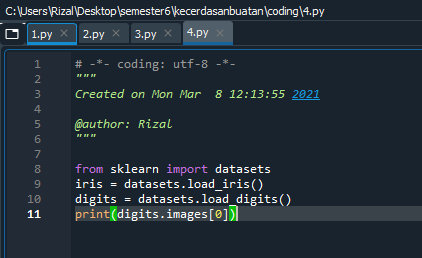 C:\Users\Rizal\Desktop\semester6\kecerdasanbuatan\coding\4.py
1.py 2.py 3.py 4.py
1 # -*- coding: utf-8 -*-
2 """
3 Created on Mon Mar  8 12:13:55 2021
4
5 @author: Rizal
6 """
7
8 from sklearn import datasets
9 iris = datasets.load_iris()
10 digits = datasets.load_digits()
11 print(digits.images[0])